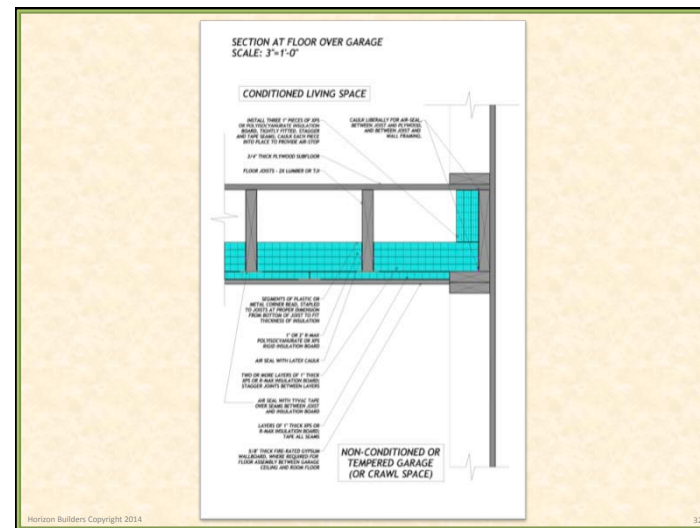 SECTION AT FLOOR OVER GARAGE
SCALE: 3"=1'-0"
CONDITIONED LIVING SPACE
INSTALL THREE 1" PIECES OF XPS
OR POLYISOCYANURATE INSULATION
BOARD, TIGHTLY FITTED, STAGGER
AND TAPE SEAMS; CAULK EACH PIECE
INTO PLACE TO PROVIDE AIR STOP
CAULK LIBERALLY FOR AIR SEAL,
BETWEEN JOIST AND PLYWOOD,
AND BETWEEN JOIST AND
WALL FRAMING,
3/4" THICK PLYWOOD SUBFLOOR
FLOOR JOISTS - 2X LUMBER OR TJI
SEGMENTS OF PLASTIC OR
METAL CORNER BEAD, STAPLED
TO JOISTS AT PROPER DIMENSION
FROM BOTTOM OF JOIST TO FIT
THICKNESS OF INSULATION
1" OR 2" R-MAX
POLYISOCYANURATE OR XPS
RIGID INSULATION BOARD
AIR SEAL WITH LATEX CAULK
TWO OR MORE LAYERS OF 1" THICK
XPS OR R-MAX INSULATION BOARD;
STAGGER JOINTS BETWEEN LAYERS
AIR SEAL WITH TYVAC TAPE
OVER SEAMS BETWEEN JOIST
AND INSULATION BOARD
LAYERS OF 1" THICK XPS OR
R-MAX INSULATION BOARD;
TAPE ALL SEAMS
5/8" THICK FIRE-RATED GYPSUM
WALLBOARD, WHERE REQUIRED FOR
FLOOR ASSEMBLY BETWEEN GARAGE
CEILING AND ROOM FLOOR
NON-CONDITIONED OR
TEMPERED GARAGE
(OR CRAWL SPACE)
Horizon Builders Copyright 2014